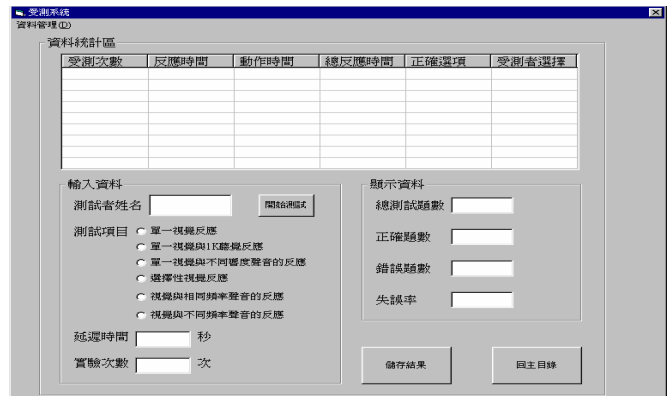 受測系統
資料管理(D)
資料統計區
受測次數 反應時間 動作時間 總反應時間 正確選項 受測者選擇
輸入資料
測試者姓名 開始測試
測試項目 單一視覺反應
單一視覺與1K聽覺反應
單一視覺與不同響度聲音的反應
選擇性視覺反應
視覺與相同頻率聲音的反應
視覺與不同頻率聲音的反應
延遲時間 秒
實驗次數 次
顯示資料
總測試題數
正確題數
錯誤題數
失誤率
儲存結果 回主目錄